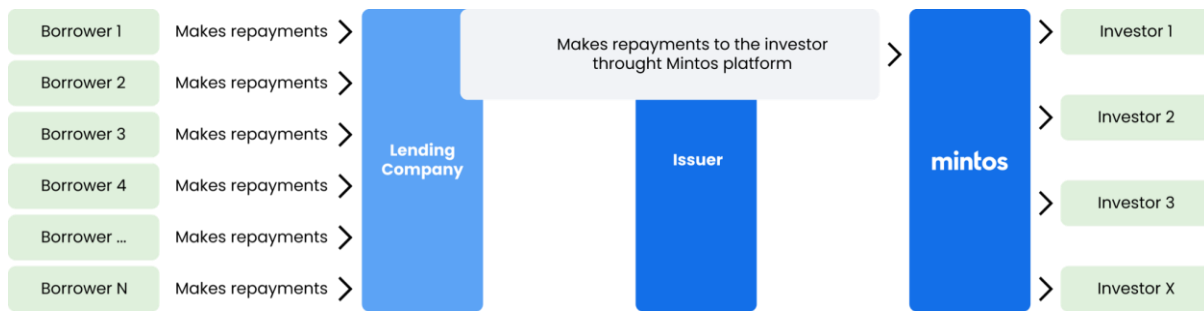 Borrower 1
Makes repayments
Borrower 2
Makes repayments
Borrower 3
Makes repayments
Borrower 4
Makes repayments
Borrower ...
Makes repayments
Borrower N
Makes repayments
Lending
Company
Makes repayments to the investor
throught Mintos platform
Issuer
mintos
Investor 1
Investor 2
Investor 3
Investor X